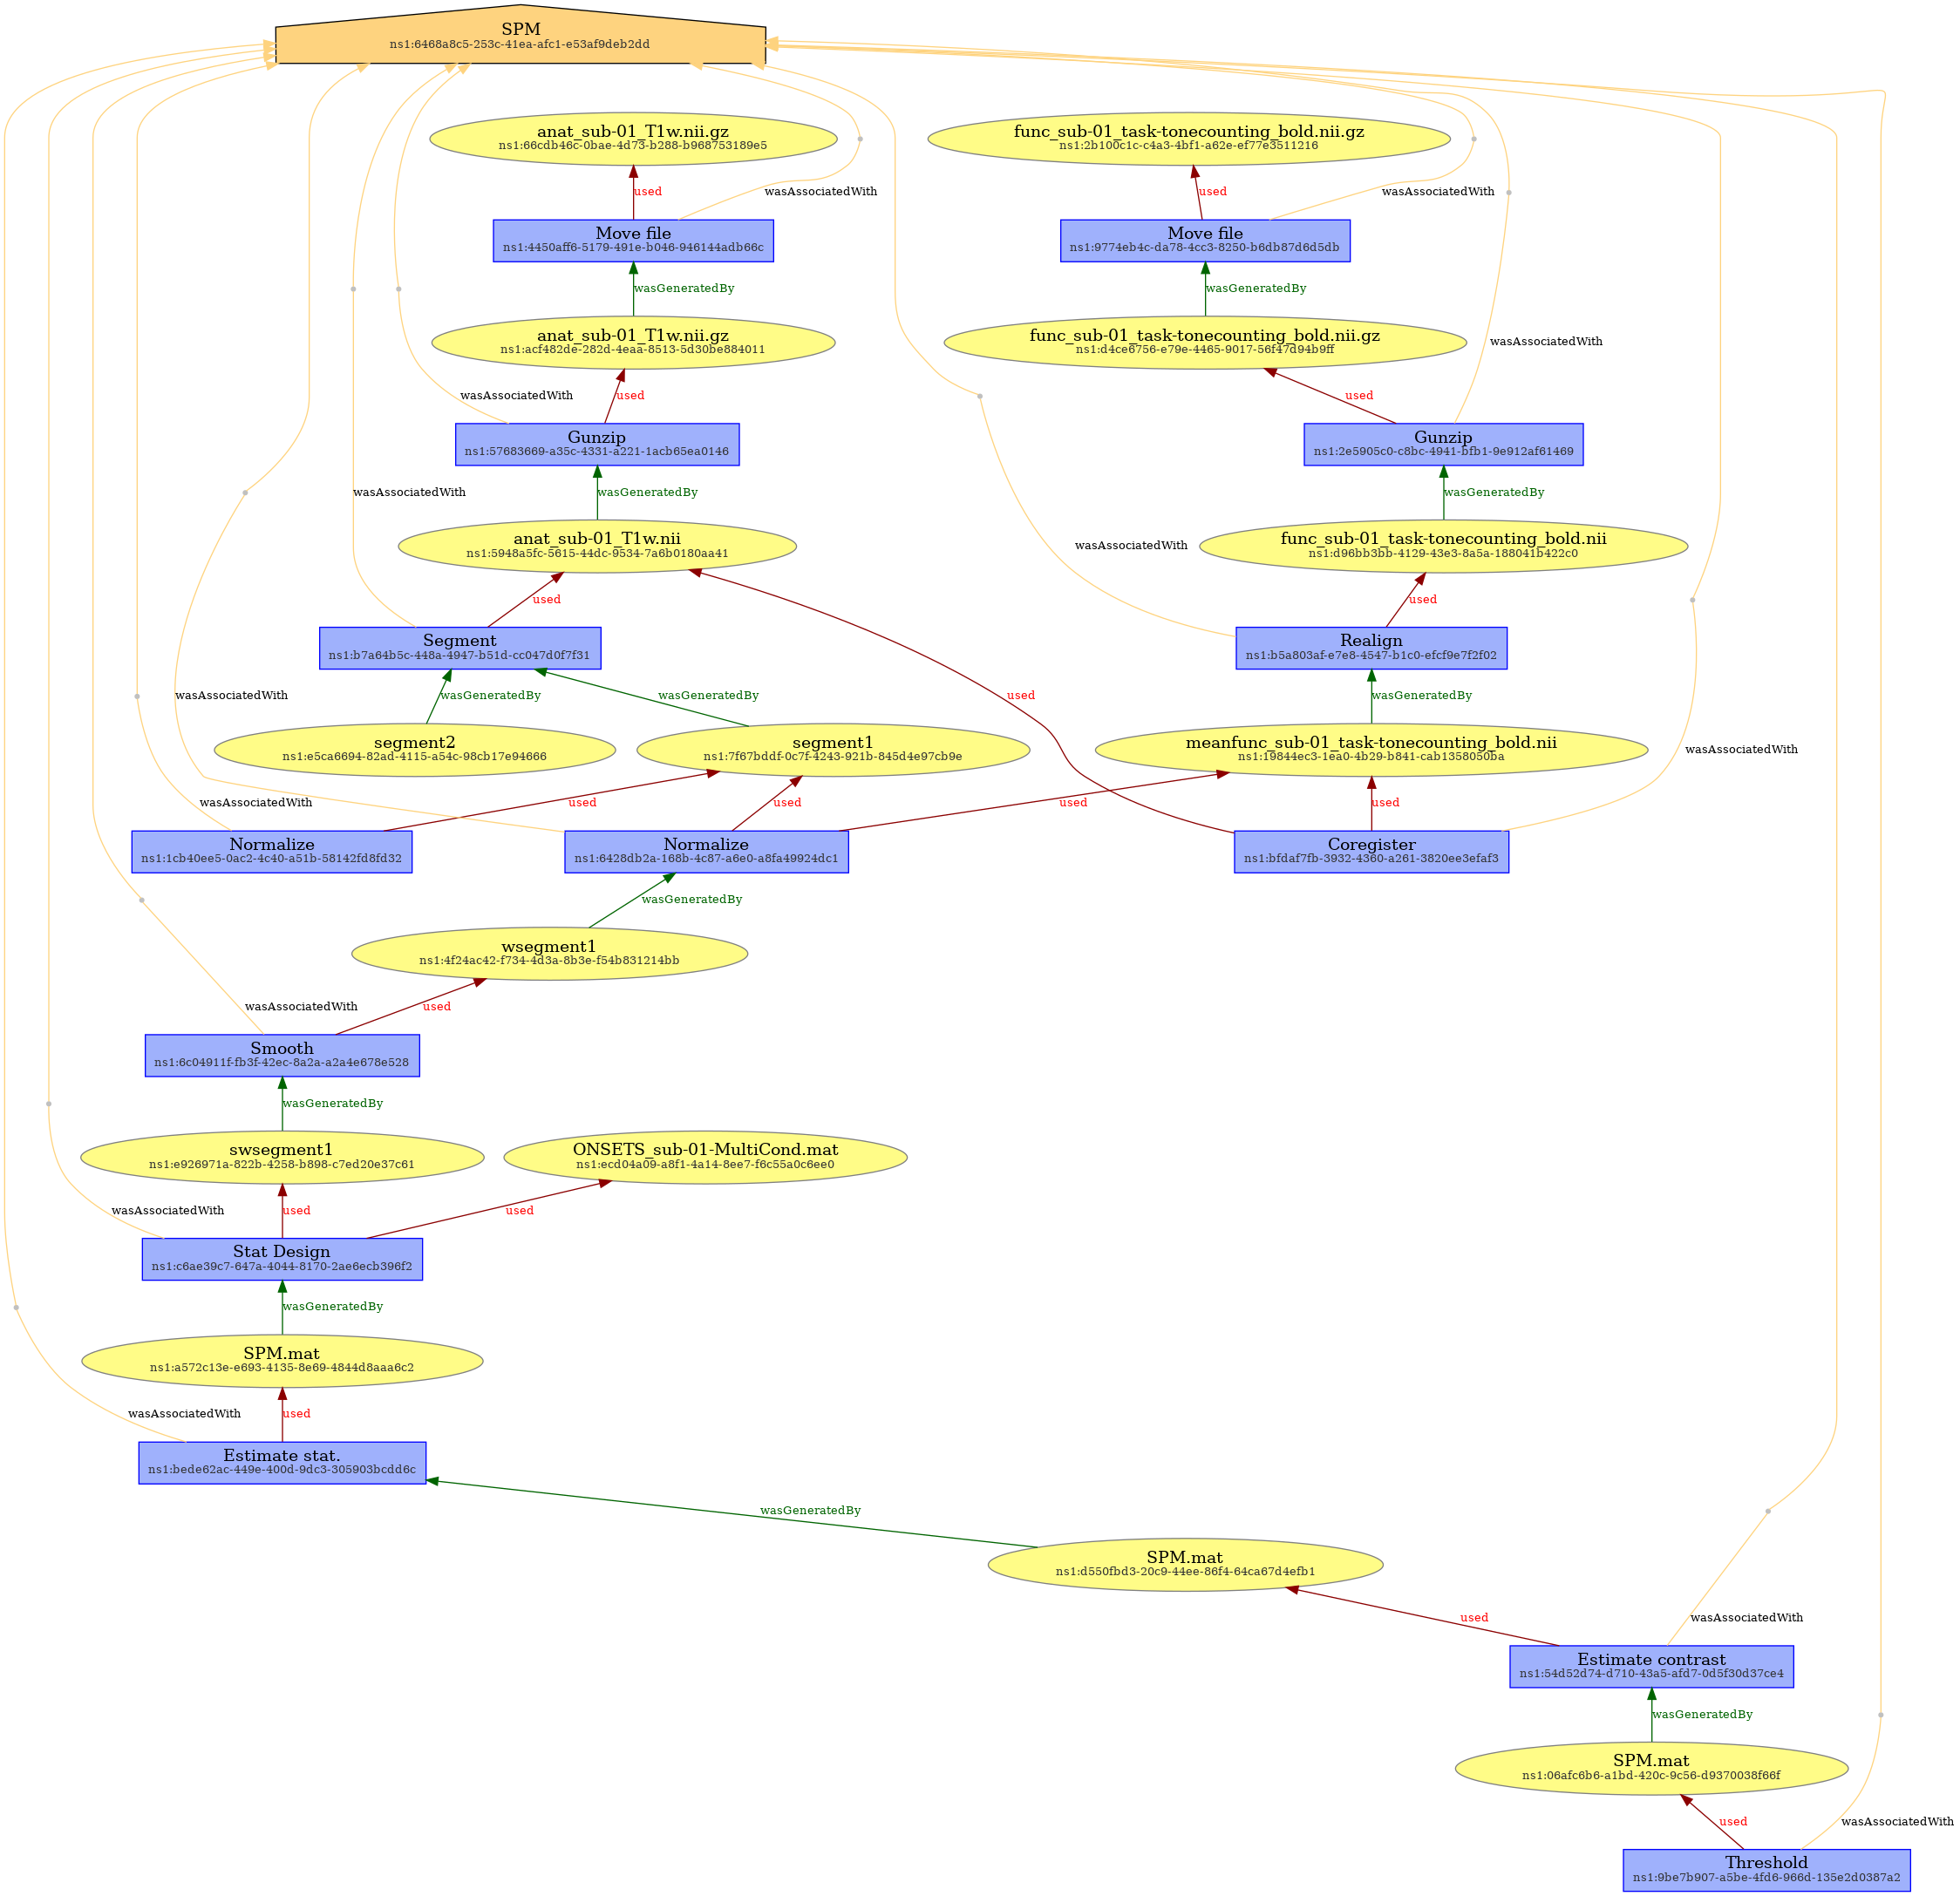 SPM
ns1:6468a8c5-253c-41ea-afc1-e53af9deb2dd
anat_sub-01_T1w.nii.gz
ns1:66cdb46c-0bae-4d73-b288-b968753189e5
func_sub-01_task-tonecounting_bold.nii.gz
ns1:2b100c1c-c4a3-4bf1-a62e-ef77e3511216
used
wasAssociatedWith
used
wasAssociatedWith
Move file
ns1:4450aff6-5179-491e-b046-946144adb66c
Move file
ns1:9774eb4c-da78-4cc3-8250-b6db87d6d5db
wasGeneratedBy
wasGeneratedBy
anat_sub-01_T1w.nii.gz
ns1:acf482de-282d-4eaa-8513-5d30be884011
func_sub-01_task-tonecounting_bold.nii.gz
ns1:d4ce6756-e79e-4465-9017-56f47d94b9ff
wasAssociatedWith
wasAssociatedWith
used
used
Gunzip
ns1:57683669-a35c-4331-a221-1acb65ea0146
Gunzip
ns1:2e5905c0-c8bc-4941-bfb1-9e912af61469
wasAssociatedWith
wasGeneratedBy
wasGeneratedBy
anat_sub-01_T1w.nii
ns1:5948a5fc-5615-44dc-9534-7a6b0180aa41
wasAssociatedWith
func_sub-01_task-tonecounting_bold.nii
ns1:d96bb3bb-4129-43e3-8a5a-188041b422c0
used
used
Segment
ns1:b7a64b5c-448a-4947-b51d-cc047d0f7f31
Realign
ns1:b5a803af-e7e8-4547-b1c0-efcf9e7f2f02
wasAssociatedWith
wasGeneratedBy
wasGeneratedBy
used
wasGeneratedBy
segment2
ns1:e5ca6694-82ad-4115-a54c-98cb17e94666
segment1
ns1:7f67bddf-0c7f-4243-921b-845d4e97cb9e
meanfunc_sub-01_task-tonecounting_bold.nii
ns1:19844ec3-1ea0-4b29-b841-cab1358050ba
wasAssociatedWith
wasAssociatedWith
used
used
used
used
Normalize
ns1:1cb40ee5-0ac2-4c40-a51b-58142fd8fd32
Normalize
ns1:6428db2a-168b-4c87-a6e0-a8fa49924dc1
Coregister
ns1:bfdaf7fb-3932-4360-a261-3820ee3efaf3
wasGeneratedBy
wsegment1
ns1:4f24ac42-f734-4d3a-8b3e-f54b831214bb
wasAssociatedWith
used
Smooth
ns1:6c04911f-fb3f-42ec-8a2a-a2a4e678e528
wasGeneratedBy
swsegment1
ns1:e926971a-822b-4258-b898-c7ed20e37c61
ONSETS_sub-01-MultiCond.mat
ns1:ecd04a09-a8f1-4a14-8ee7-f6c55a0c6ee0
wasAssociatedWith
used
used
Stat Design
ns1:c6ae39c7-647a-4044-8170-2ae6ecb396f2
wasGeneratedBy
SPM.mat
ns1:a572c13e-e693-4135-8e69-4844d8aaa6c2
wasAssociatedWith
used
Estimate stat.
ns1:bede62ac-449e-400d-9dc3-305903bcdd6c
wasGeneratedBy
SPM.mat
ns1:d550fbd3-20c9-44ee-86f4-64ca67d4efb1
used
wasAssociatedWith
Estimate contrast
ns1:54d52d74-d710-43a5-afd7-0d5f30d37ce4
wasGeneratedBy
SPM.mat
ns1:06afc6b6-a1bd-420c-9c56-d9370038f66f
used
wasAssociatedWith
Threshold
ns1:9be7b907-a5be-4fd6-966d-135e2d0387a2